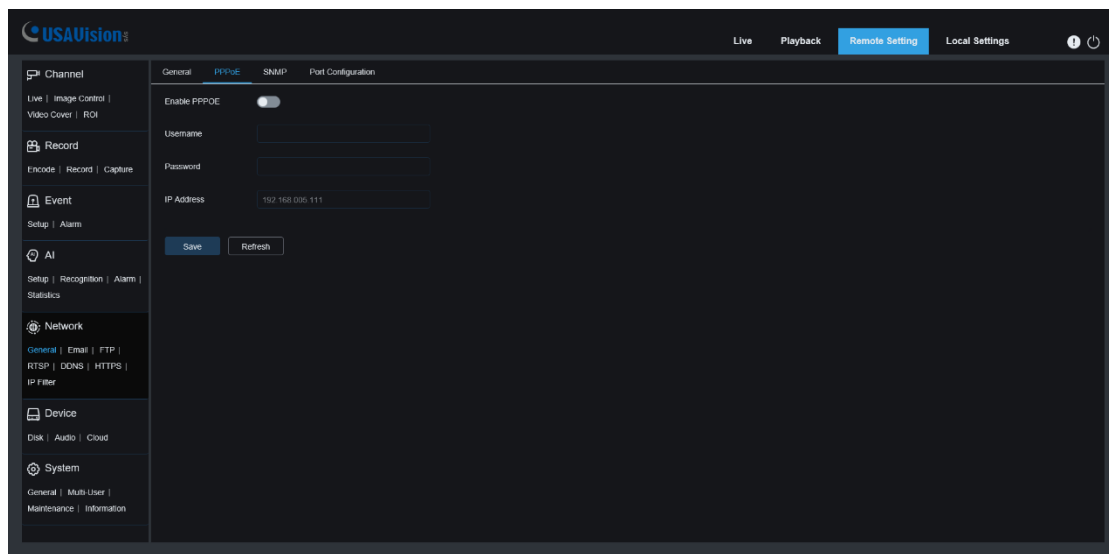 USAVision
Live
Playback
Remote Setting
Local Settings
Channel
Live | Image Control |
Video Cover | ROI
Record
Encode | Record | Capture
Event
Setup | Alarm
AI
Setup | Recognition | Alarm |
Statistics
Network
General | Email | FTP |
RTSP | DDNS | HTTPS |
IP Filter
Device
Disk | Audio | Cloud
System
General | Multi-User |
Maintenance | Information
General
PPPoE
SNMP
Port Configuration
Enable PPPOE
Username
Password
IP Address
192.168.005.111
Save
Refresh